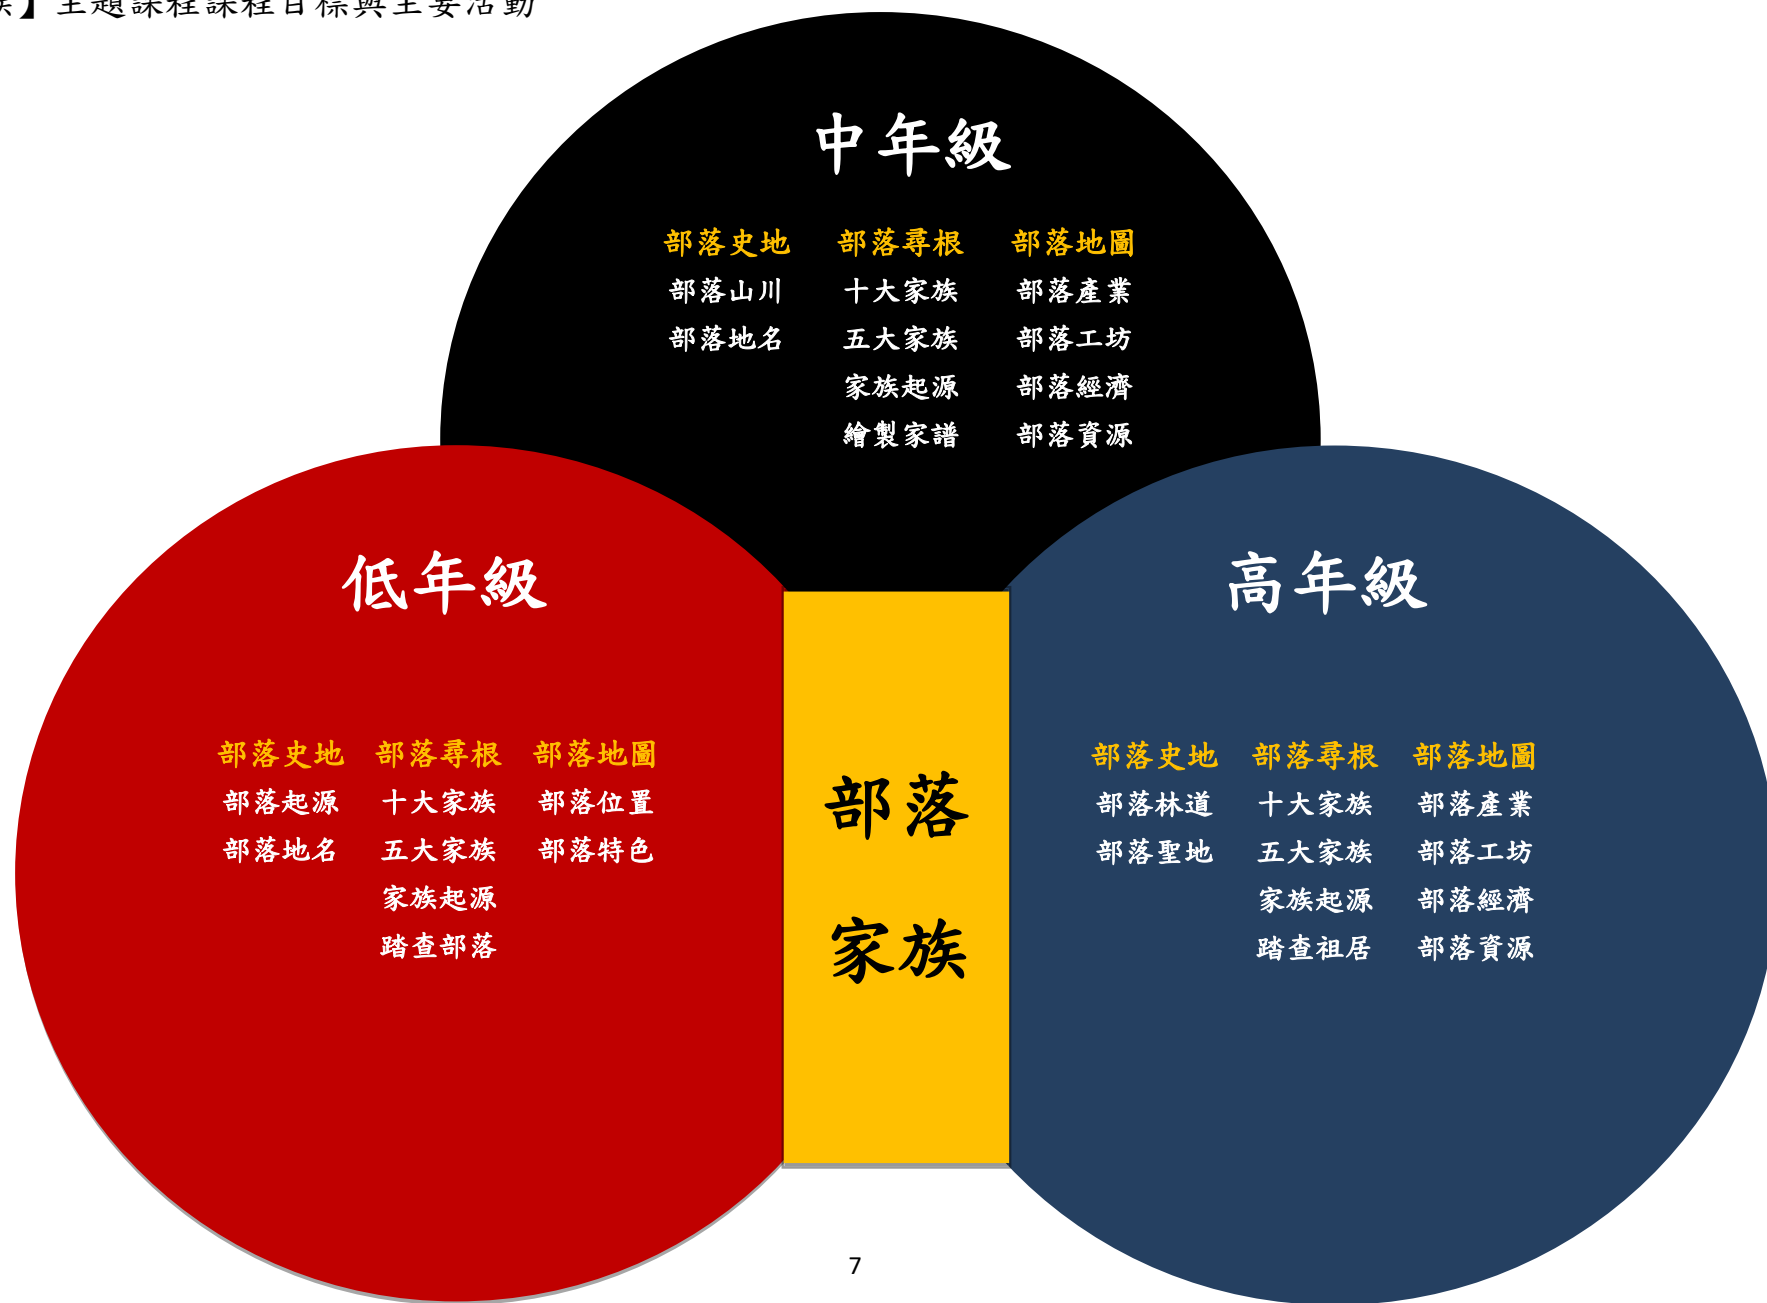 族】主題課程課程目標與主要活動
中年級
部落史地 部落尋根 部落地圖
部落山川 十大家族 部落產業
部落地名 五大家族 部落工坊
家族起源 部落經濟
繪製家譜 部落資源
低年級
部落史地 部落尋根 部落地圖
部落起源 十大家族 部落位置
部落地名 五大家族 部落特色
家族起源
踏查部落
部落
家族
高年級
部落史地 部落尋根 部落地圖
部落林道 十大家族 部落產業
部落聖地 五大家族 部落工坊
家族起源 部落經濟
踏查祖居 部落資源
7